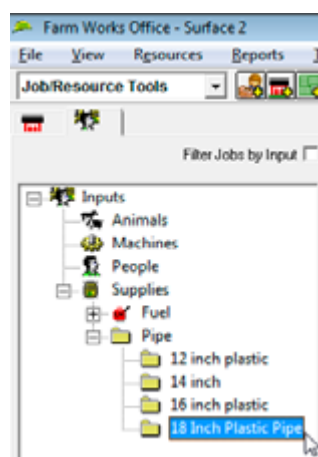 Farm Works Office - Surface 2
File View Resources Reports
Job/Resource Tools
Filter Jobs by Input
Inputs
Animals
Machines
People
Supplies
Fuel
Pipe
12 inch plastic
14 inch
16 inch plastic
18 Inch Plastic Pipe